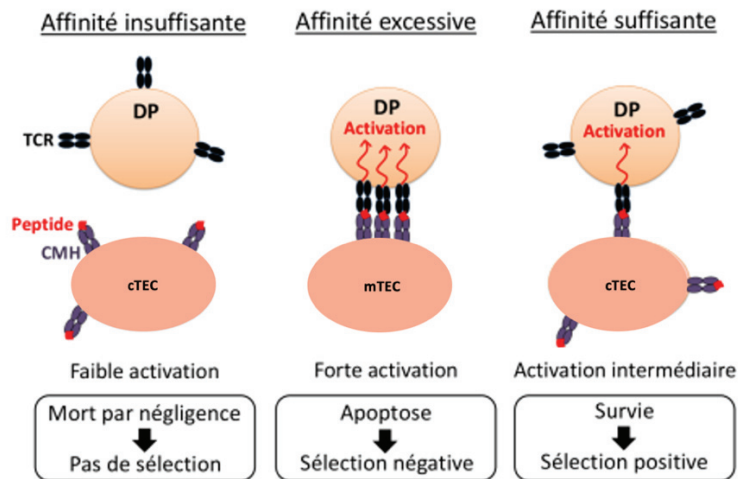 Affinité insuffisante
Affinité excessive
Affinité suffisante
DP
TCR
Peptide
CMH
cTEC
DP
Activation
mTEC
DP
Activation
cTEC
Faible activation
Forte activation
Activation intermédiaire
Mort par négligence
Pas de sélection
Apoptose
Sélection négative
Survie
Sélection positive